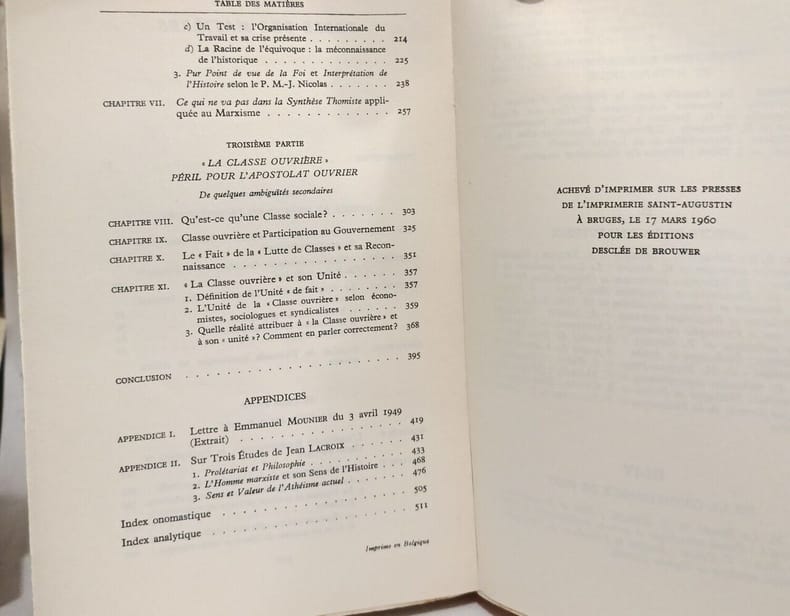 TABLE DES MATIÈRES
c) Un Test : l'Organisation Internationale du
Travail et sa crise présente . . . . . . . . . 214
d) La Racine de l'équivoque : la méconnaissance
de l'historique . . . . . . . . . . . . . . 225
3. Pur Point de vue de la Foi et Interprétation de
l'Histoire selon le P. M.-J. Nicolas . . . . . . . 238
CHAPITRE VII. Ce qui ne va pas dans la Synthèse Thomiste appli-
quée au Marxisme . . . . . . . . . . . . . 257
TROISIÈME PARTIE
« LA CLASSE OUVRIÈRE »
PÉRIL POUR L'APOSTOLAT OUVRIER
De quelques ambiguïtés secondaires
CHAPITRE VIII. Qu'est-ce qu'une Classe sociale? . . . . . . . 303
CHAPITRE IX. Classe ouvrière et Participation au Gouvernement 325
CHAPITRE X. Le « Fait » de la « Lutte de Classes » et sa Recon-
naissance . . . . . . . . . . . . . . . . . 351
CHAPITRE XI. « La Classe ouvrière » et son Unité . . . . . . 357
1. Définition de l'Unité « de fait » . . . . . . . . 357
2. L'Unité de la « Classe ouvrière » selon écono-
mistes, sociologues et syndicalistes . . . . . . 359
3. Quelle réalité attribuer à « la Classe ouvrière » et
à son « unité »? Comment en parler correctement? 368
CONCLUSION . . . . . . . . . . . . . . . . . . . . 395
APPENDICES
APPENDICE I. Lettre à Emmanuel MOUNIER du 3 avril 1949
(Extrait) . . . . . . . . . . . . . . . . . 419
APPENDICE II. Sur Trois Études de Jean LACROIX . . . . . . 431
1. Prolétariat et Philosophie . . . . . . . . . . 433
2. L'Homme marxiste et son Sens de l'Histoire . . . 468
3. Sens et Valeur de l'Athéisme actuel . . . . . . . 476
Index onomastique . . . . . . . . . . . . . . . . . 505
Index analytique . . . . . . . . . . . . . . . . . . 511
Imprimé en Belgique
ACHEVÉ D'IMPRIMER SUR LES PRESSES
DE L'IMPRIMERIE SAINT-AUGUSTIN
À BRUGES, LE 17 MARS 1960
POUR LES ÉDITIONS
DESCLÉE DE BROUWER